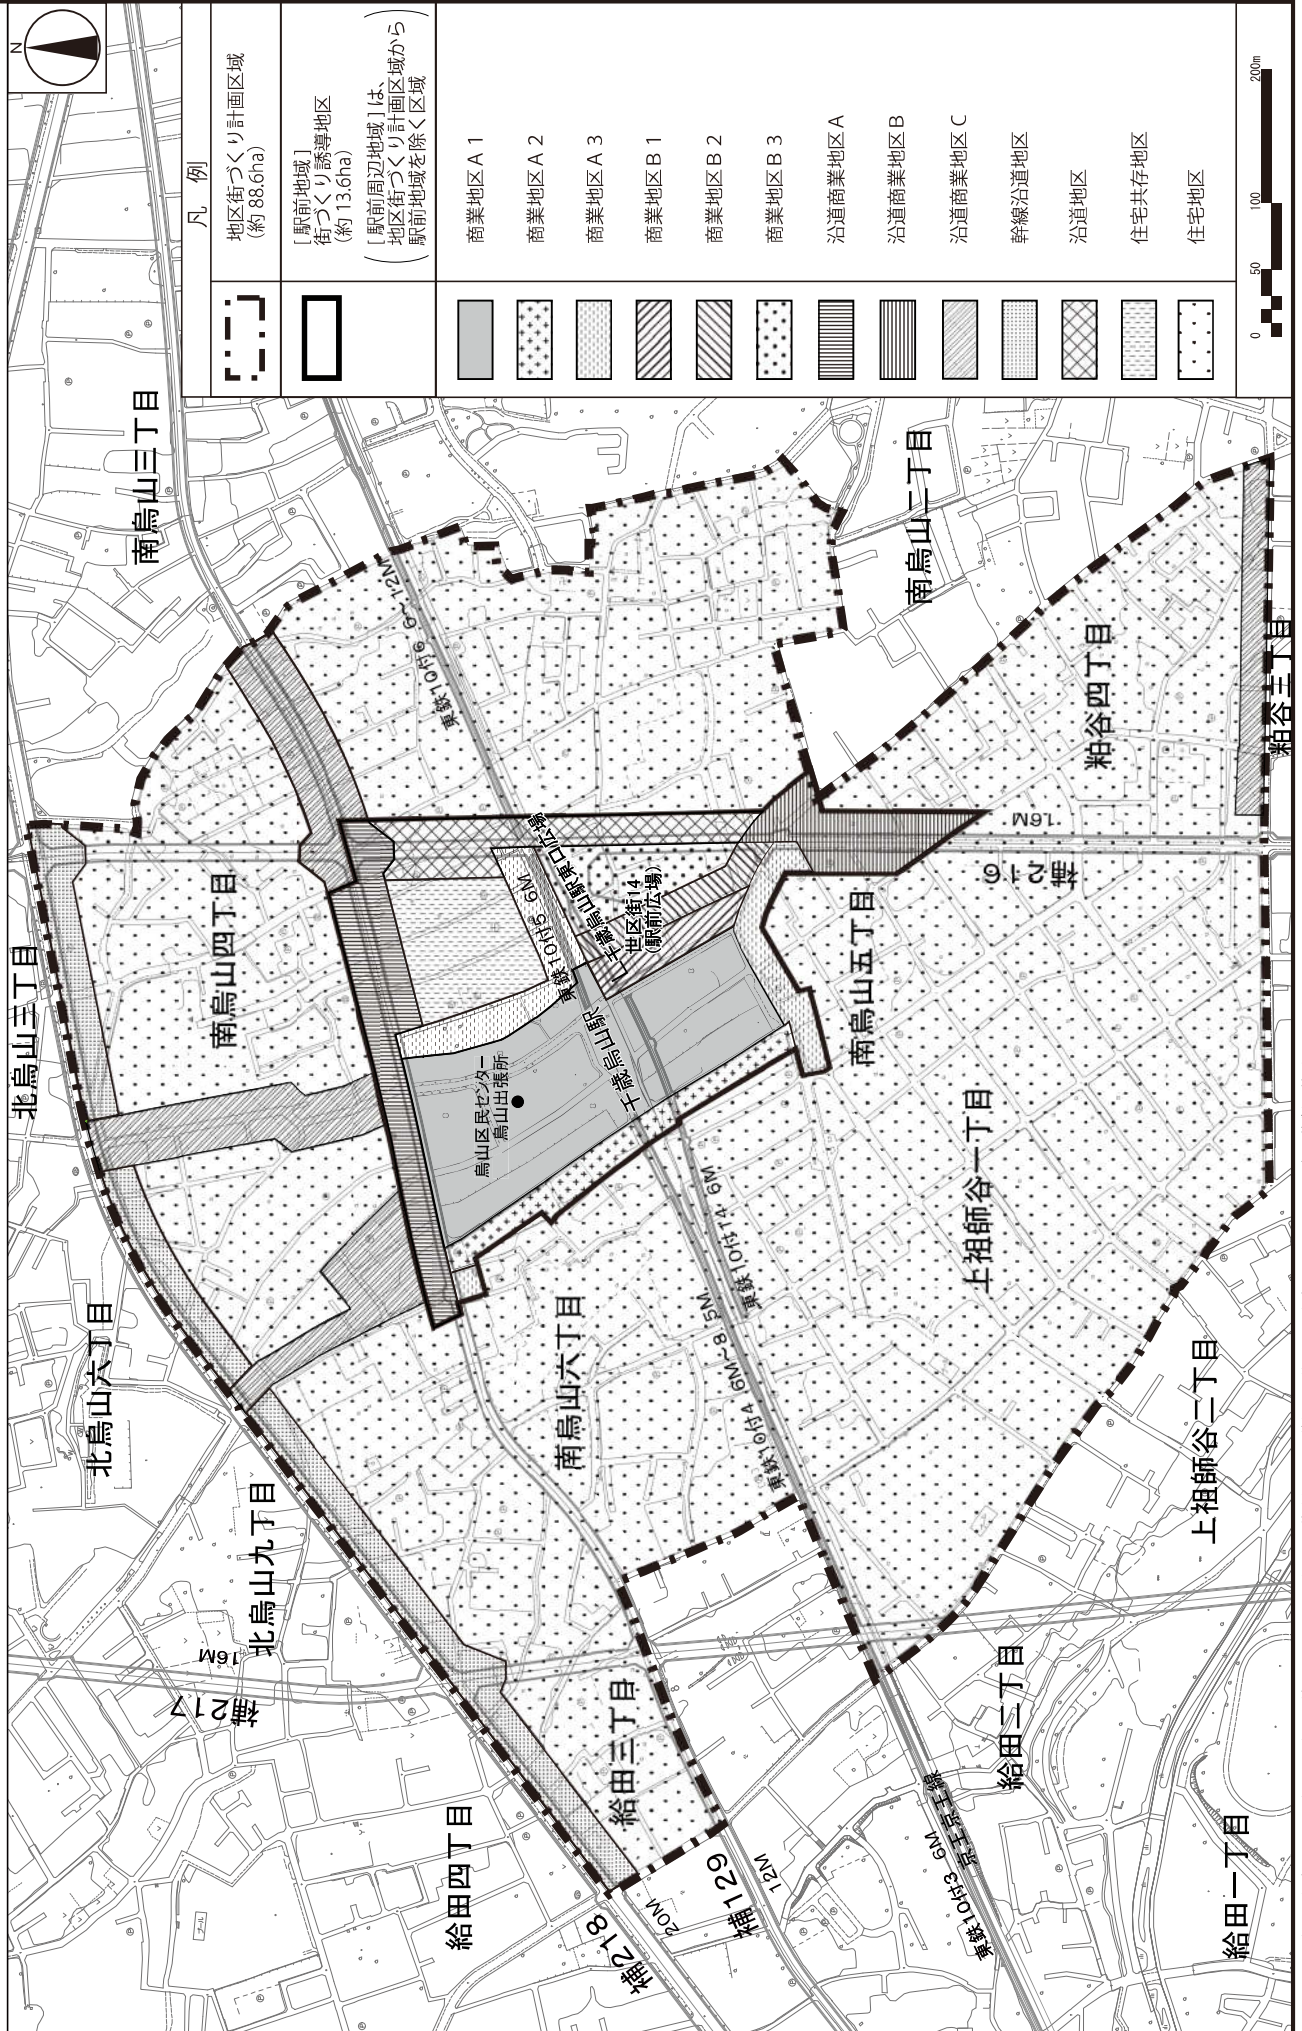 N
凡 例
地区街づくり計画区域
(約 88.6ha)
[駅前地域]
街づくり誘導地区
(約 13.6ha)
[駅前周辺地域]は、
地区街づくり計画区域から
駅前地域を除く区域
商業地区A 1
商業地区A 2
商業地区A 3
商業地区B 1
商業地区B 2
商業地区B 3
沿道商業地区A
沿道商業地区B
沿道商業地区C
幹線沿道地区
沿道地区
住宅共存地区
住宅地区
0 50 100 200m
南烏山三丁目
南烏山二丁目
粕谷四丁目
粕谷三丁目
北烏山三丁目
南烏山四丁目
東鉄10付6 6～12M
千歳烏山駅東口広場
東鉄10付5 6M
世区街14
(駅前広場)
千歳烏山
16M
補216
南烏山五丁目
千歳烏山駅
烏山区民センター
烏山出張所
上祖師谷一丁目
東鉄10付14 6M
東鉄10付4 6M～8.5M
北烏山六丁目
南烏山六丁目
上祖師谷二丁目
北烏山九丁目
16M
補217
給田三丁目
給田二丁目
給田四丁目
補218
20M
補129
12M
東鉄10付3 6M
京王京王線
給田一丁目